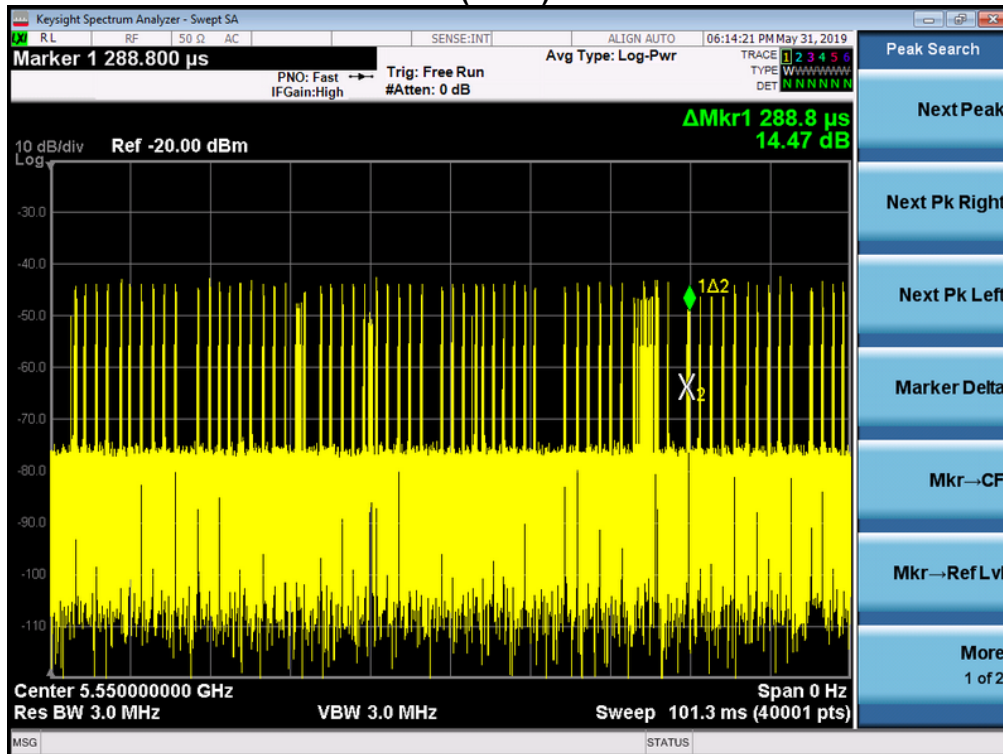 Keysight Spectrum Analyzer - Swept SA
LXI RL RF 50 Ω AC SENSE:INT ALIGN AUTO 06:14:21 PM May 31, 2019
Marker 1 288.800 µs
PNO: Fast
IFGain:High
Trig: Free Run
#Atten: 0 dB
Avg Type: Log-Pwr
TRACE 1 2 3 4 5 6
TYPE WWWWWW
DET N N N N N N
ΔMkr1 288.8 µs
14.47 dB
10 dB/div Ref -20.00 dBm
Log
-30.0
-40.0
-50.0
-60.0
-70.0
-80.0
-90.0
-100
-110
1Δ2
X2
Center 5.550000000 GHz Span 0 Hz
Res BW 3.0 MHz VBW 3.0 MHz Sweep 101.3 ms (40001 pts)
MSG STATUS
Peak Search
Next Peak
Next Pk Right
Next Pk Left
Marker Delta
Mkr→CF
Mkr→Ref Lvl
More
1 of 2